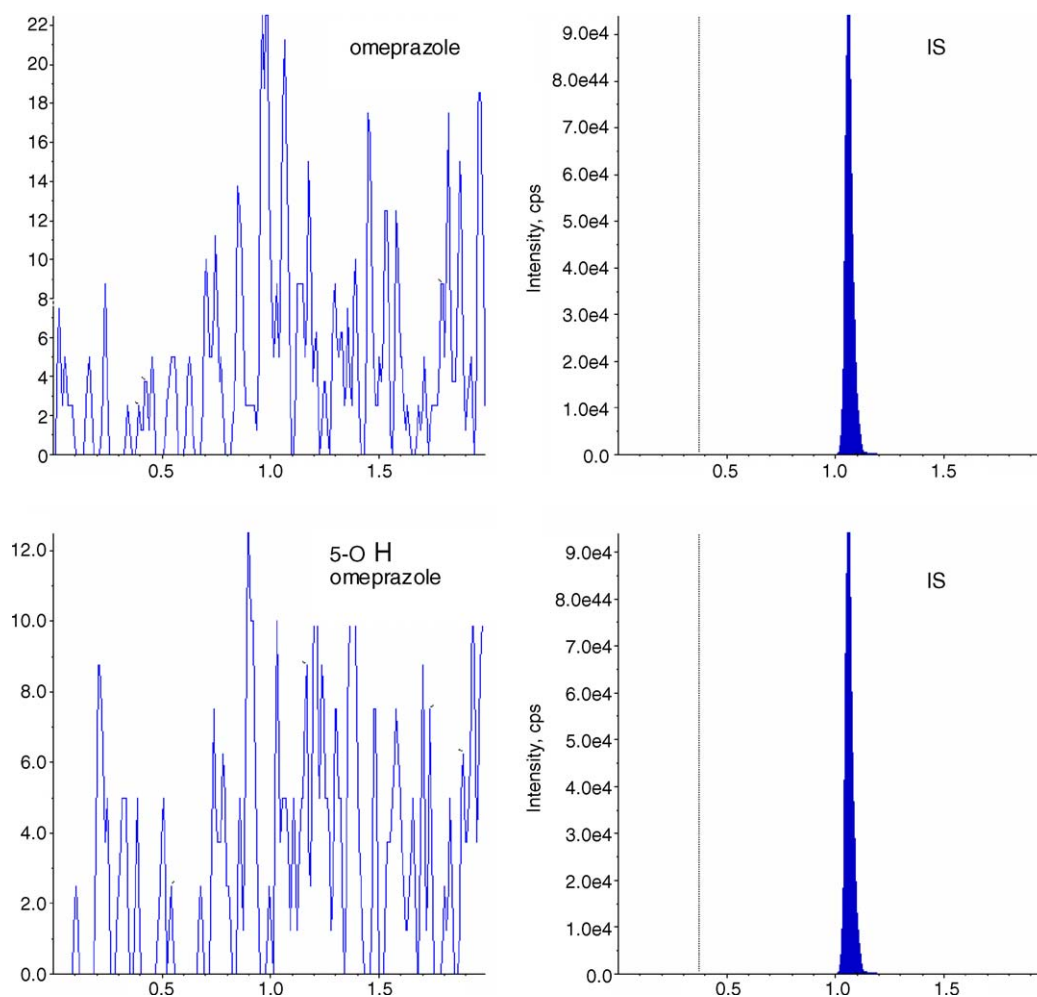 omeprazole
22
20
18
16
14
12
10
8
6
4
2
0
0.5 1.0 1.5
IS
Intensity, cps
9.0e4
8.0e44
7.0e4
6.0e4
5.0e4
4.0e4
3.0e4
2.0e4
1.0e4
0.0
0.5 1.0 1.5
5-O H
omeprazole
12.0
10.0
8.0
6.0
4.0
2.0
0.0
0.5 1.0 1.5
IS
Intensity, cps
9.0e4
8.0e44
7.0e4
6.0e4
5.0e4
4.0e4
3.0e4
2.0e4
1.0e4
0.0
0.5 1.0 1.5